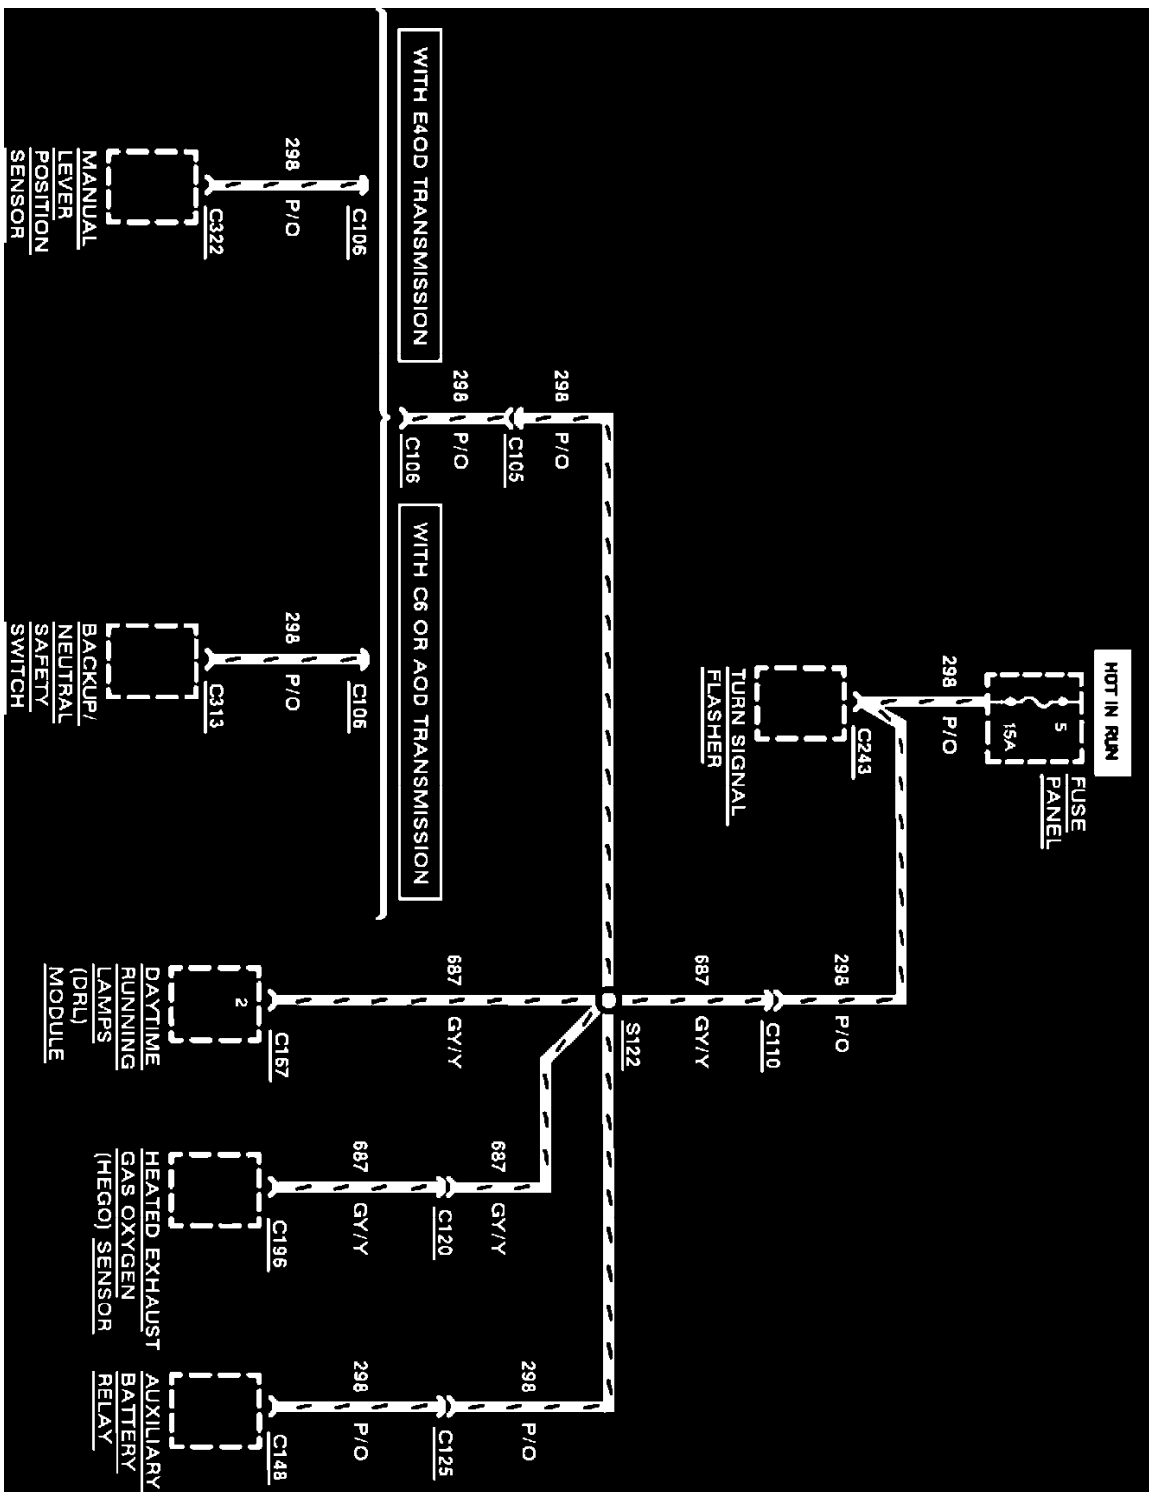 HOT IN RUN
5
15A
FUSE
PANEL
298
P/O
C243
TURN SIGNAL
FLASHER
298
P/O
C110
687
GY/Y
S122
298
P/O
C105
298
P/O
C106
WITH E4OD TRANSMISSION
WITH C6 OR AOD TRANSMISSION
C106
298
P/O
C322
MANUAL
LEVER
POSITION
SENSOR
C106
298
P/O
C313
BACKUP/
NEUTRAL
SAFETY
SWITCH
687
GY/Y
C157
2
DAYTIME
RUNNING
LAMPS
(DRL)
MODULE
687
GY/Y
C120
687
GY/Y
C196
HEATED EXHAUST
GAS OXYGEN
(HEGO) SENSOR
298
P/O
C125
298
P/O
C148
AUXILIARY
BATTERY
RELAY